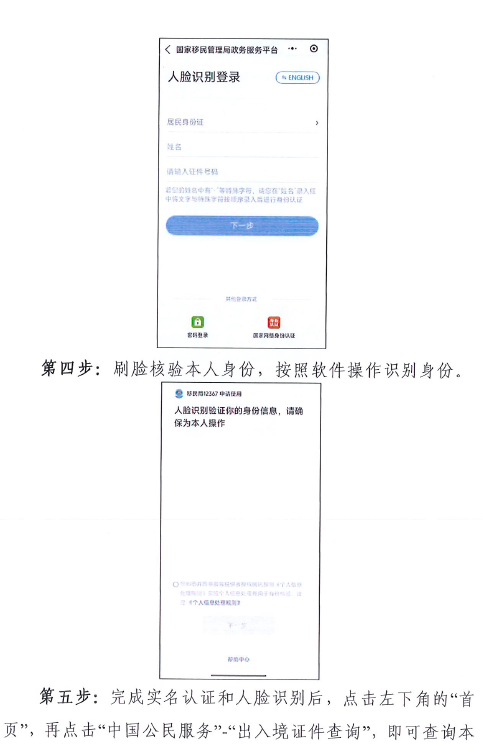 国家移民管理局政务服务平台
人脸识别登录
ENGLISH
居民身份证
姓名
请输入证件号码
下一步
其他登录方式
密码登录
国家网络身份认证
第四步：刷脸核验本人身份，按照软件操作识别身份。
移民局12367 申请使用
人脸识别验证你的身份信息，请确
保为本人操作
《个人信息处理规则》
下一步
帮助中心
第五步：完成实名认证和人脸识别后，点击左下角的“首
页”，再点击“中国公民服务”-“出入境证件查询”，即可查询本